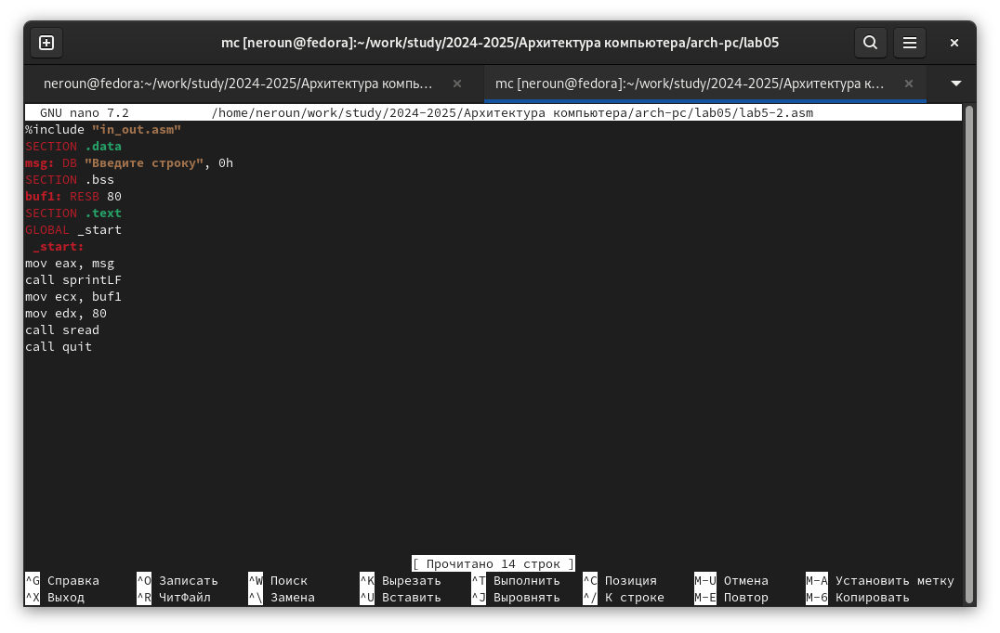 mc [neroun@fedora]:~/work/study/2024-2025/Архитектура компьютера/arch-pc/lab05
neroun@fedora:~/work/study/2024-2025/Архитектура компь… mc [neroun@fedora]:~/work/study/2024-2025/Архитектура к…
GNU nano 7.2 /home/neroun/work/study/2024-2025/Архитектура компьютера/arch-pc/lab05/lab5-2.asm
%include "in_out.asm"
SECTION .data
msg: DB "Введите строку", 0h
SECTION .bss
buf1: RESB 80
SECTION .text
GLOBAL _start
_start:
mov eax, msg
call sprintLF
mov ecx, buf1
mov edx, 80
call sread
call quit
[ Прочитано 14 строк ]
^G Справка ^O Записать ^W Поиск ^K Вырезать ^T Выполнить ^C Позиция M-U Отмена M-A Установить метку
^X Выход ^R ЧитФайл ^\ Замена ^U Вставить ^J Выровнять ^/ К строке M-E Повтор M-6 Копировать